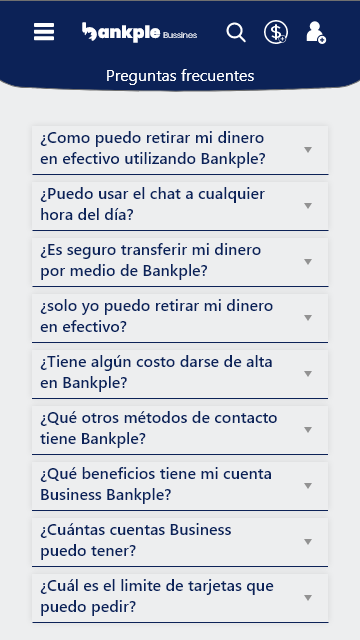 Bankple Bussines
Preguntas frecuentes
¿Como puedo retirar mi dinero
en efectivo utilizando Bankple?
¿Puedo usar el chat a cualquier
hora del día?
¿Es seguro transferir mi dinero
por medio de Bankple?
¿solo yo puedo retirar mi dinero
en efectivo?
¿Tiene algún costo darse de alta
en Bankple?
¿Qué otros métodos de contacto
tiene Bankple?
¿Qué beneficios tiene mi cuenta
Business Bankple?
¿Cuántas cuentas Business
puedo tener?
¿Cuál es el limite de tarjetas que
puedo pedir?